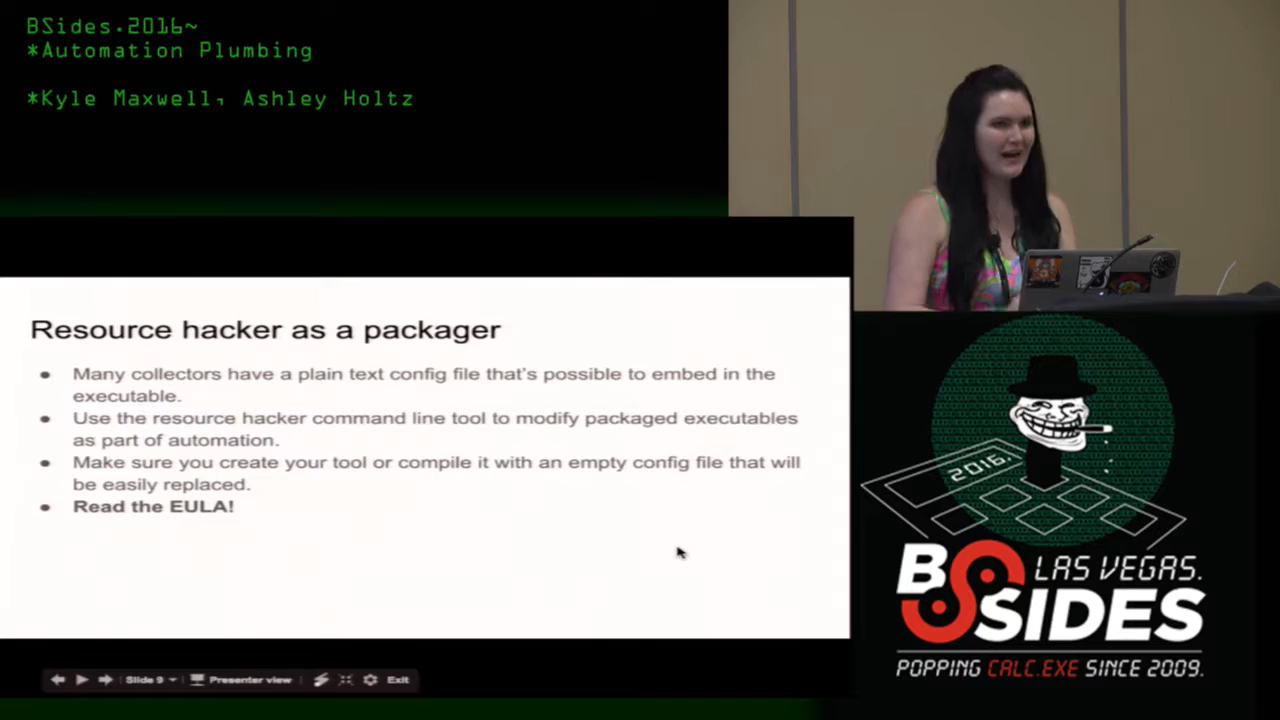 BSides.2016~
*Automation Plumbing
*Kyle Maxwell, Ashley Holtz
Resource hacker as a packager
● Many collectors have a plain text config file that's possible to embed in the
executable.
● Use the resource hacker command line tool to modify packaged executables
as part of automation.
● Make sure you create your tool or compile it with an empty config file that will
be easily replaced.
● Read the EULA!
Slide 9
Presenter view
Exit
2016.
BSIDES
LAS VEGAS.
POPPING CALC.EXE SINCE 2009.